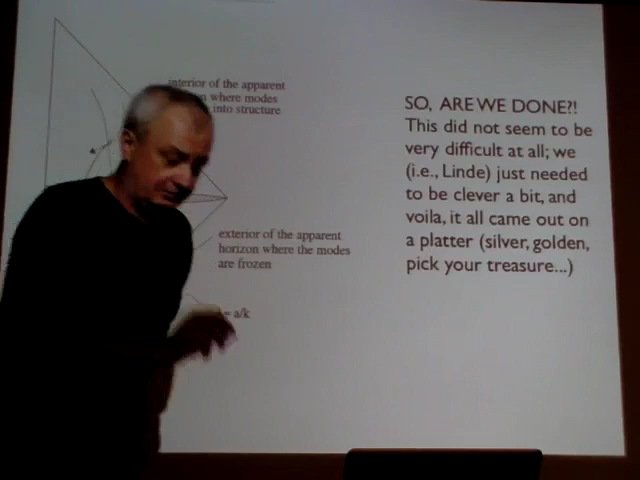 interior of the apparent
where modes
into structure
exterior of the apparent
horizon where the modes
are frozen
= a/k
SO, ARE WE DONE?!
This did not seem to be
very difficult at all; we
(i.e., Linde) just needed
to be clever a bit, and
voila, it all came out on
a platter (silver, golden,
pick your treasure...)